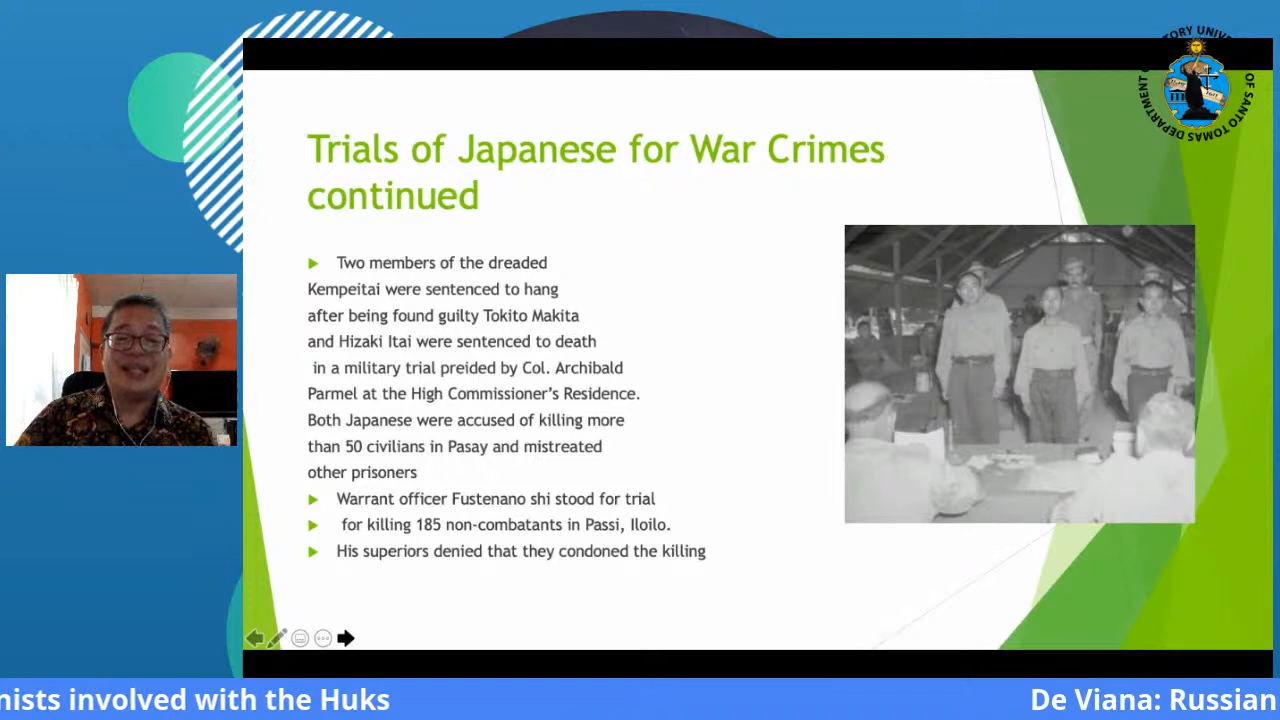 Trials of Japanese for War Crimes
continued
Two members of the dreaded
Kempeitai were sentenced to hang
after being found guilty Tokito Makita
and Hizaki Itai were sentenced to death
in a military trial preided by Col. Archibald
Parmel at the High Commissioner's Residence.
Both Japanese were accused of killing more
than 50 civilians in Pasay and mistreated
other prisoners
Warrant officer Fustenano shi stood for trial
for killing 185 non-combatants in Passi, Iloilo.
His superiors denied that they condoned the killing
DEPARTMENT OF SANTO TOMAS
nists involved with the Huks
De Viana: Russian